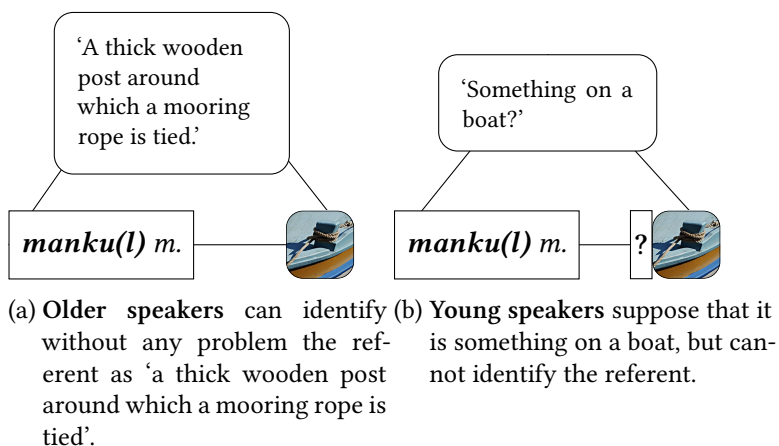 ‘A thick wooden
post around
which a mooring
rope is tied.’
manku(l) m.
‘Something on a
boat?’
manku(l) m.
?
(a) Older speakers can identify
without any problem the ref-
erent as ‘a thick wooden post
around which a mooring rope is
tied’.
(b) Young speakers suppose that it
is something on a boat, but can-
not identify the referent.